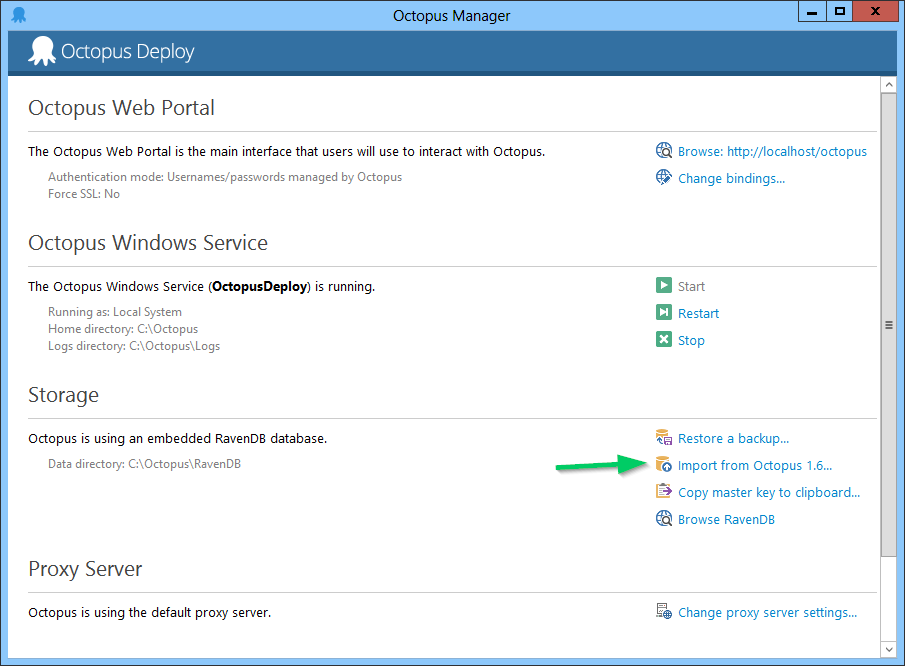 Octopus Manager
Octopus Deploy
Octopus Web Portal
The Octopus Web Portal is the main interface that users will use to interact with Octopus.
Browse: http://localhost/octopus
Authentication mode: Usernames/passwords managed by Octopus
Change bindings...
Force SSL: No
Octopus Windows Service
The Octopus Windows Service (OctopusDeploy) is running.
Start
Running as: Local System
Restart
Home directory: C:\Octopus
Logs directory: C:\Octopus\Logs
Stop
Storage
Octopus is using an embedded RavenDB database.
Restore a backup...
Data directory: C:\Octopus\RavenDB
Import from Octopus 1.6...
Copy master key to clipboard...
Browse RavenDB
Proxy Server
Octopus is using the default proxy server.
Change proxy server settings...